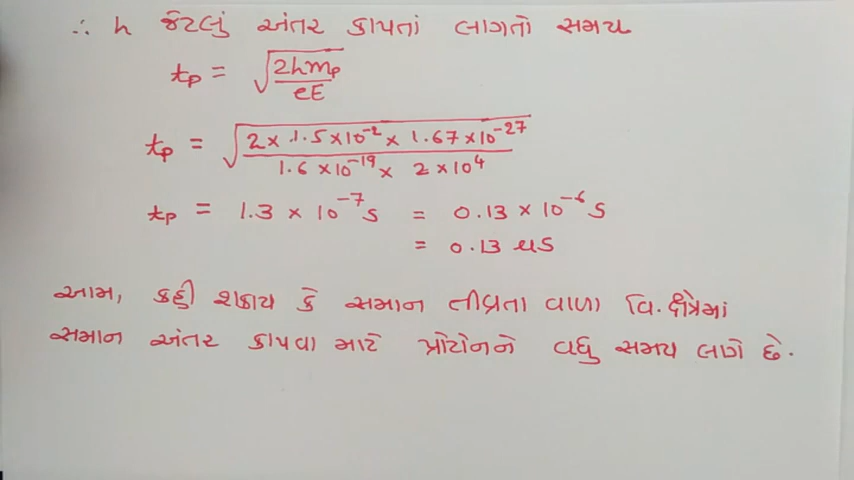 ∴ h જેટલું અંતર કાપતાં લાગતો સમય
tₚ = √(2hmₚ / eE)
tₚ = √(2 × 1.5 × 10⁻² × 1.67 × 10⁻²⁷ / 1.6 × 10⁻¹⁹ × 2 × 10⁴)
tₚ = 1.3 × 10⁻⁷ s = 0.13 × 10⁻⁶ s
= 0.13 μs
આમ, કહી શકાય કે સમાન તીવ્રતા વાળા વિ. ક્ષેત્રમાં
સમાન અંતર કાપવા માટે પ્રોટોનને વધુ સમય લાગે છે.